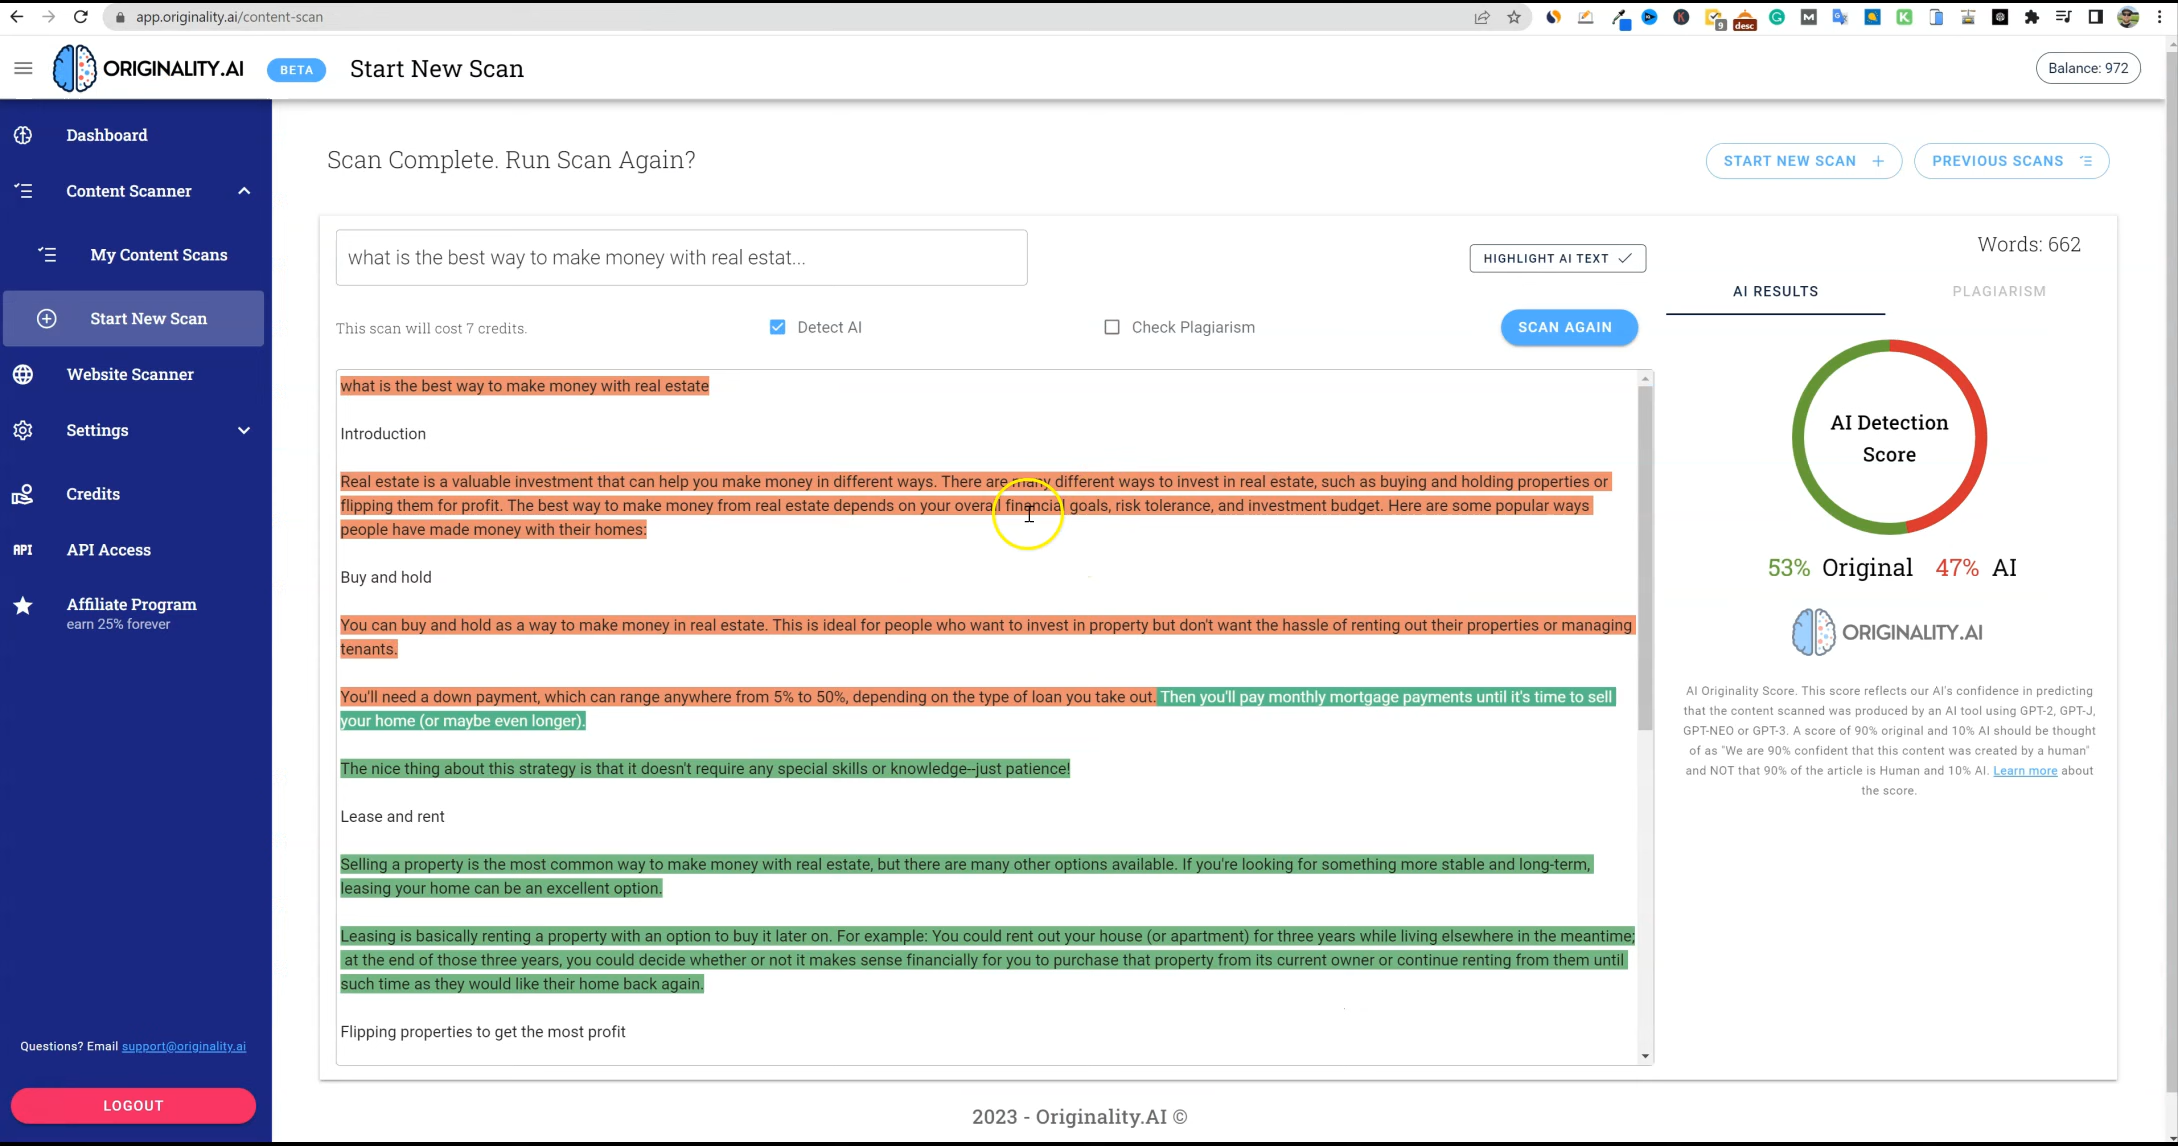 app.originality.ai/content-scan
9
desc
ORIGINALITY.AI
BETA
Start New Scan
Balance: 972
Dashboard
Content Scanner
My Content Scans
Start New Scan
Website Scanner
Settings
Credits
API
API Access
Affiliate Program
earn 25% forever
Questions? Email support@originality.ai
LOGOUT
Scan Complete. Run Scan Again?
START NEW SCAN
PREVIOUS SCANS
what is the best way to make money with real estat...
HIGHLIGHT AI TEXT
This scan will cost 7 credits.
Detect AI
Check Plagiarism
SCAN AGAIN
what is the best way to make money with real estate
Introduction
Real estate is a valuable investment that can help you make money in different ways. There are many different ways to invest in real estate, such as buying and holding properties or
flipping them for profit. The best way to make money from real estate depends on your overall financial goals, risk tolerance, and investment budget. Here are some popular ways
people have made money with their homes:
Buy and hold
You can buy and hold as a way to make money in real estate. This is ideal for people who want to invest in property but don't want the hassle of renting out their properties or managing
tenants.
You'll need a down payment, which can range anywhere from 5% to 50%, depending on the type of loan you take out. Then you'll pay monthly mortgage payments until it's time to sell
your home (or maybe even longer).
The nice thing about this strategy is that it doesn't require any special skills or knowledge--just patience!
Lease and rent
Selling a property is the most common way to make money with real estate, but there are many other options available. If you're looking for something more stable and long-term,
leasing your home can be an excellent option.
Leasing is basically renting a property with an option to buy it later on. For example: You could rent out your house (or apartment) for three years while living elsewhere in the meantime;
at the end of those three years, you could decide whether or not it makes sense financially for you to purchase that property from its current owner or continue renting from them until
such time as they would like their home back again.
Flipping properties to get the most profit
Words: 662
AI RESULTS
PLAGIARISM
AI Detection
Score
53% Original 47% AI
ORIGINALITY.AI
AI Originality Score. This score reflects our AI's confidence in predicting
that the content scanned was produced by an AI tool using GPT-2, GPT-J,
GPT-NEO or GPT-3. A score of 90% original and 10% AI should be thought
of as "We are 90% confident that this content was created by a human"
and NOT that 90% of the article is Human and 10% AI. Learn more about
the score.
2023 - Originality.AI ©